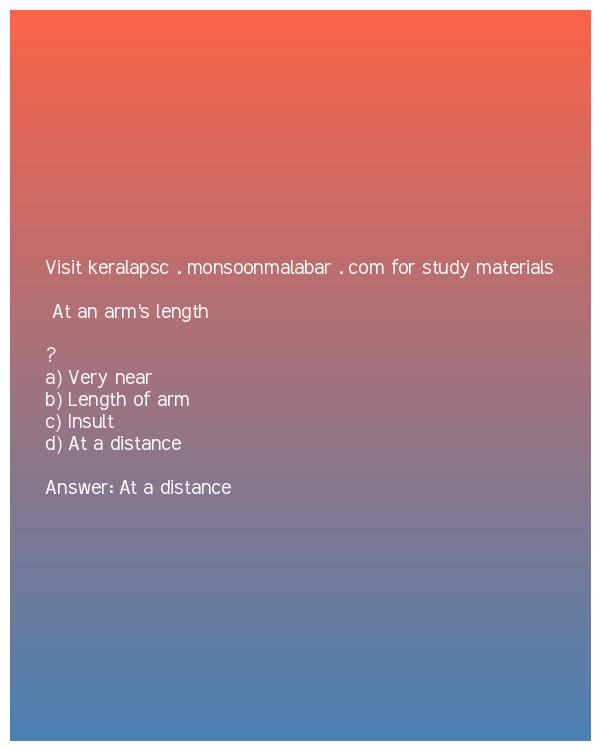 Visit keralapsc . monsoonmalabar . com for study materials
At an arm's length
?
a) Very near
b) Length of arm
c) Insult
d) At a distance
Answer: At a distance